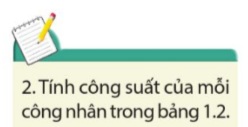 2. Tính công suất của mỗi
công nhân trong bảng 1.2.